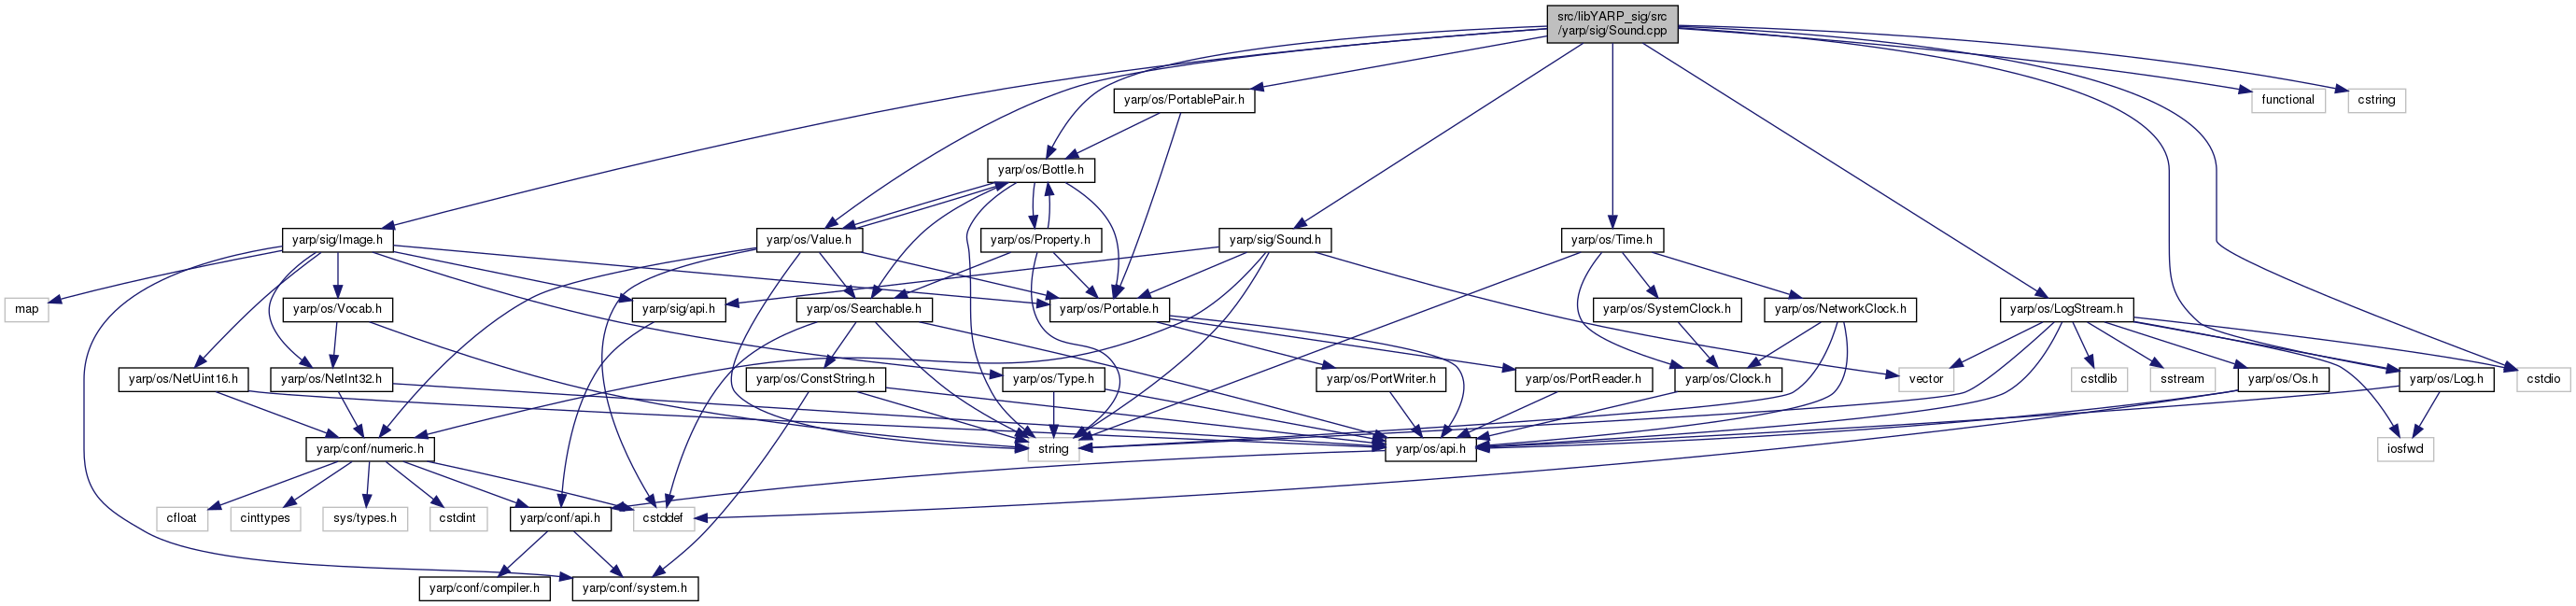 src/libYARP_sig/src
/yarp/sig/Sound.cpp
yarp/os/PortablePair.h
functional
cstring
yarp/os/Bottle.h
yarp/sig/Image.h
yarp/os/Value.h
yarp/os/Property.h
yarp/sig/Sound.h
yarp/os/Time.h
map
yarp/os/Vocab.h
yarp/sig/api.h
yarp/os/Searchable.h
yarp/os/Portable.h
yarp/os/SystemClock.h
yarp/os/NetworkClock.h
yarp/os/LogStream.h
yarp/os/NetUint16.h
yarp/os/NetInt32.h
yarp/os/ConstString.h
yarp/os/Type.h
yarp/os/PortWriter.h
yarp/os/PortReader.h
yarp/os/Clock.h
vector
cstdlib
sstream
yarp/os/Os.h
yarp/os/Log.h
cstdio
yarp/conf/numeric.h
string
yarp/os/api.h
iosfwd
cfloat
cinttypes
sys/types.h
cstdint
yarp/conf/api.h
cstddef
yarp/conf/compiler.h
yarp/conf/system.h